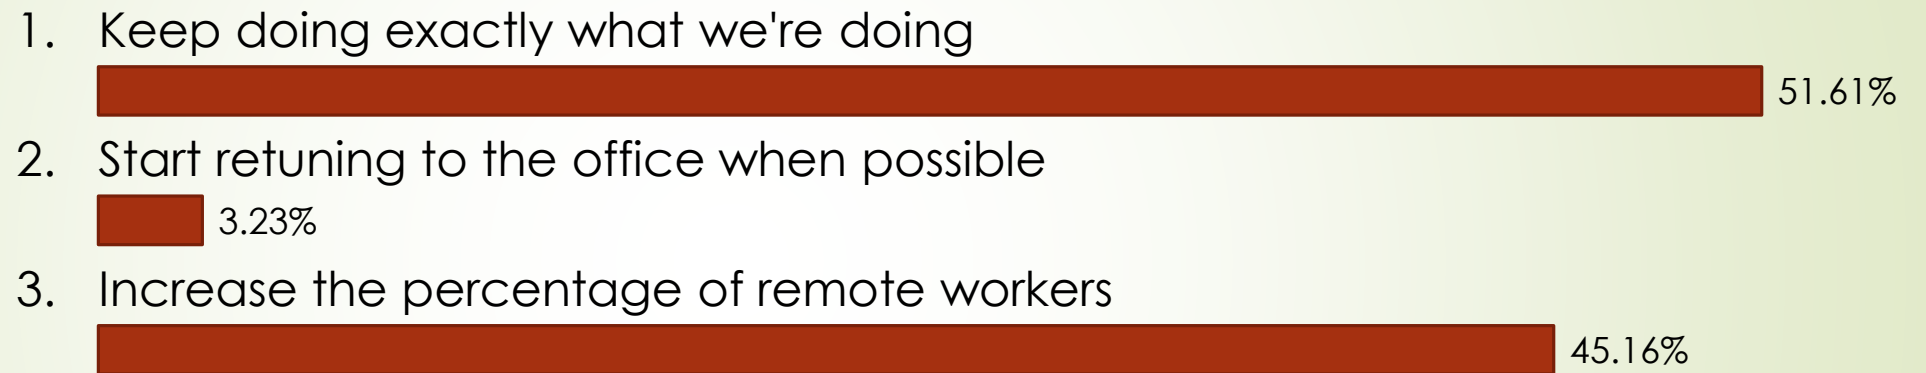 1. Keep doing exactly what we're doing
51.61%
2. Start retuning to the office when possible
3.23%
3. Increase the percentage of remote workers
45.16%